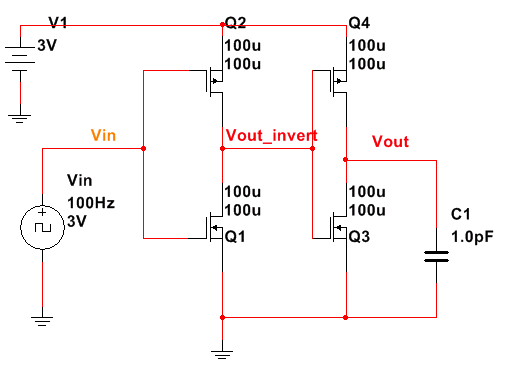 V1
3V
Q2
100u
100u
Q4
100u
100u
Vin
Vout_invert
Vout
Vin
100Hz
3V
100u
100u
Q1
100u
100u
Q3
C1
1.0pF